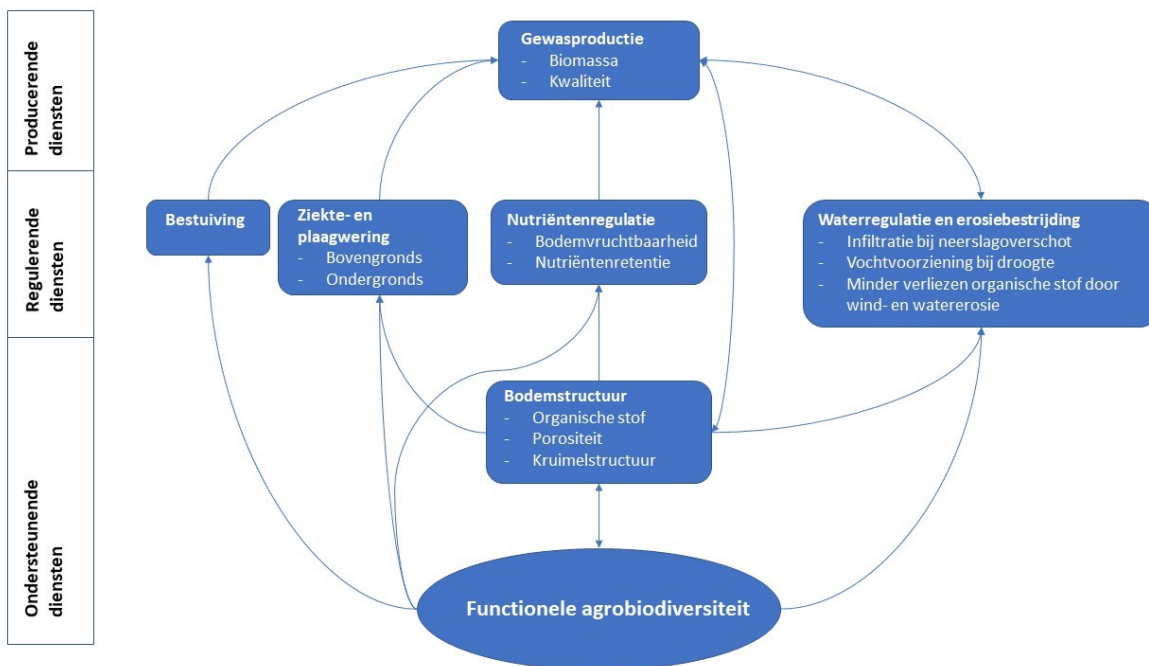 Producerende
diensten
Gewasproductie
- Biomassa
- Kwaliteit
Regulerende
diensten
Bestuiving
Ziekte- en
plaagwering
- Bovengronds
- Ondergronds
Nutriëntenregulatie
- Bodemvruchtbaarheid
- Nutriëntenretentie
Waterregulatie en erosiebestrijding
- Infiltratie bij neerslagoverschot
- Vochtvoorziening bij droogte
- Minder verliezen organische stof door
wind- en watererosie
Ondersteunende
diensten
Bodemstructuur
- Organische stof
- Porositeit
- Kruimelstructuur
Functionele agrobiodiversiteit